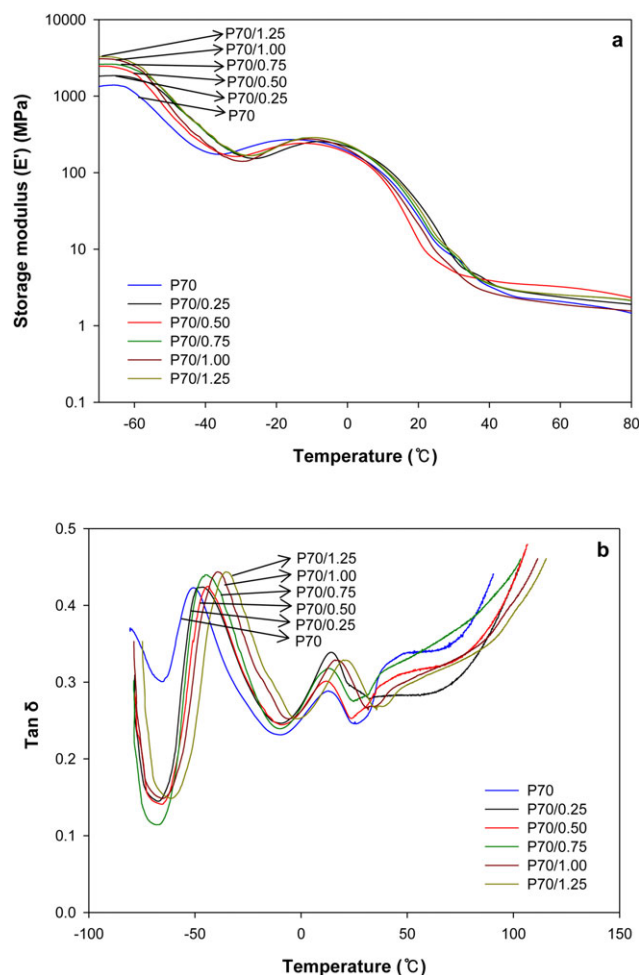 a
10000
1000
100
10
1
0.1
Storage modulus (E') (MPa)
P70/1.25
P70/1.00
P70/0.75
P70/0.50
P70/0.25
P70
P70
P70/0.25
P70/0.50
P70/0.75
P70/1.00
P70/1.25
-60 -40 -20 0 20 40 60 80
Temperature (℃)
b
0.5
0.4
0.3
0.2
0.1
0.0
Tan δ
P70/1.25
P70/1.00
P70/0.75
P70/0.50
P70/0.25
P70
P70
P70/0.25
P70/0.50
P70/0.75
P70/1.00
P70/1.25
-100 -50 0 50 100 150
Temperature (℃)